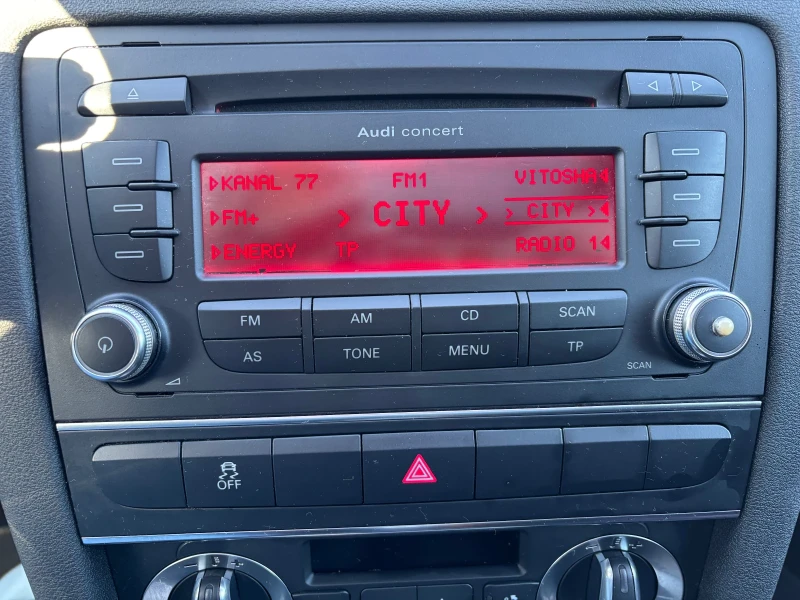 Audi concert
KANAL 77 FM1 VITOSHA
FM+ > CITY > > CITY >
ENERGY TP RADIO 1
FM AM CD SCAN
AS TONE MENU TP
SCAN
OFF